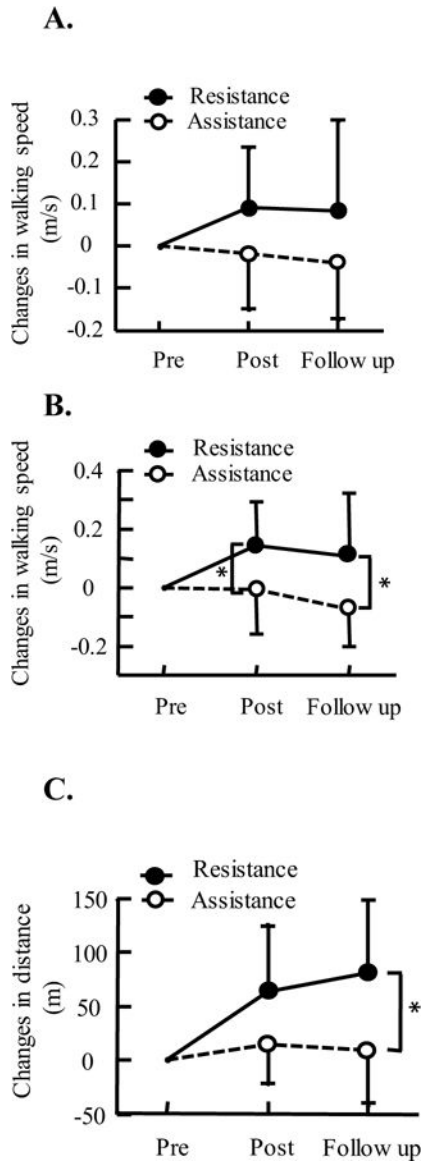 A.
Resistance
Assistance
Changes in walking speed
(m/s)
0.3
0.2
0.1
0
-0.1
-0.2
Pre Post Follow up
B.
Resistance
Assistance
Changes in walking speed
(m/s)
0.4
0.2
0
-0.2
*
*
Pre Post Follow up
C.
Resistance
Assistance
Changes in distance
(m)
150
100
50
0
-50
*
Pre Post Follow up